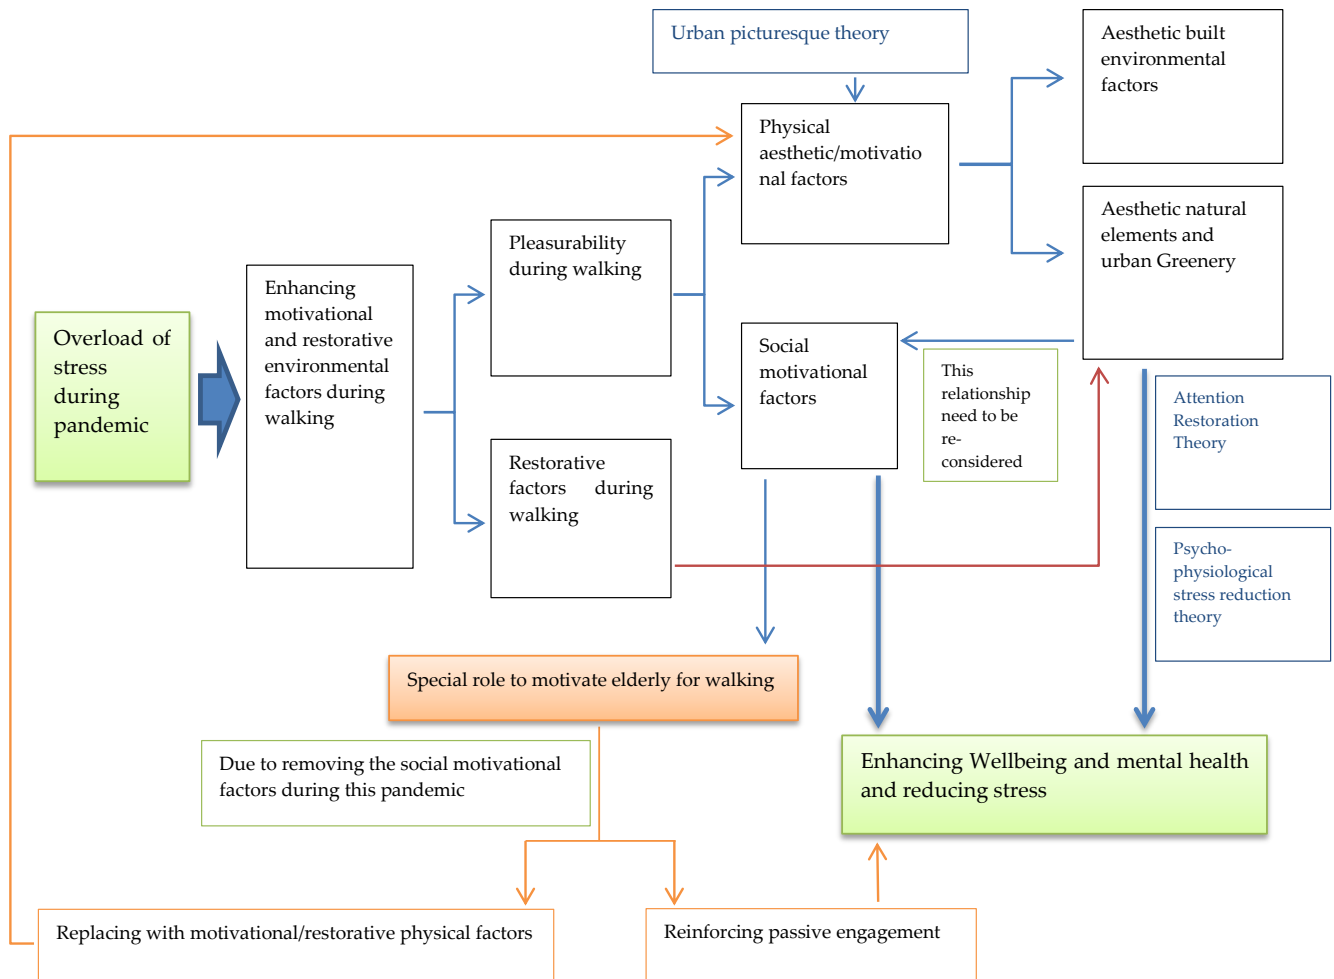 Urban picturesque theory
Aesthetic built
environmental
factors
Physical
aesthetic/motivatio
nal factors
Aesthetic natural
elements and
urban Greenery
Pleasurability
during walking
Enhancing
motivational
and restorative
environmental
factors during
walking
Overload of
stress
during
pandemic
Social
motivational
factors
This
relationship
need to be
re-
considered
Attention
Restoration
Theory
Restorative
factors during
walking
Psycho-
physiological
stress reduction
theory
Special role to motivate elderly for walking
Due to removing the social motivational
factors during this pandemic
Enhancing Wellbeing and mental health
and reducing stress
Replacing with motivational/restorative physical factors
Reinforcing passive engagement